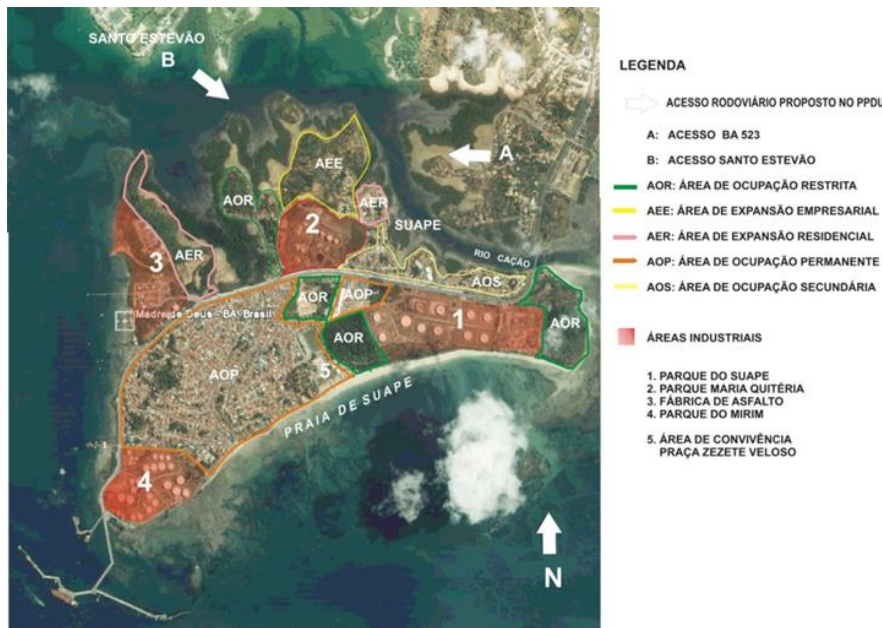 SANTO ESTEVÃO
B
A
AEE
AOR
AER
2
SUAPE
RIO CAÇÃO
AER
3
AOS
Madre de Deus - BA, Brasil
AOR
AOP
1
AOR
AOR
AOP
5
PRAIA DE SUAPE
4
N
LEGENDA
ACESSO RODOVIÁRIO PROPOSTO NO PPDU
A: ACESSO BA 523
B: ACESSO SANTO ESTEVÃO
AOR: ÁREA DE OCUPAÇÃO RESTRITA
AEE: ÁREA DE EXPANSÃO EMPRESARIAL
AER: ÁREA DE EXPANSÃO RESIDENCIAL
AOP: ÁREA DE OCUPAÇÃO PERMANENTE
AOS: ÁREA DE OCUPAÇÃO SECUNDÁRIA
ÁREAS INDUSTRIAIS
1. PARQUE DO SUAPE
2. PARQUE MARIA QUITÉRIA
3. FÁBRICA DE ASFALTO
4. PARQUE DO MIRIM
5. ÁREA DE CONVIVÊNCIA
PRAÇA ZEZETE VELOSO